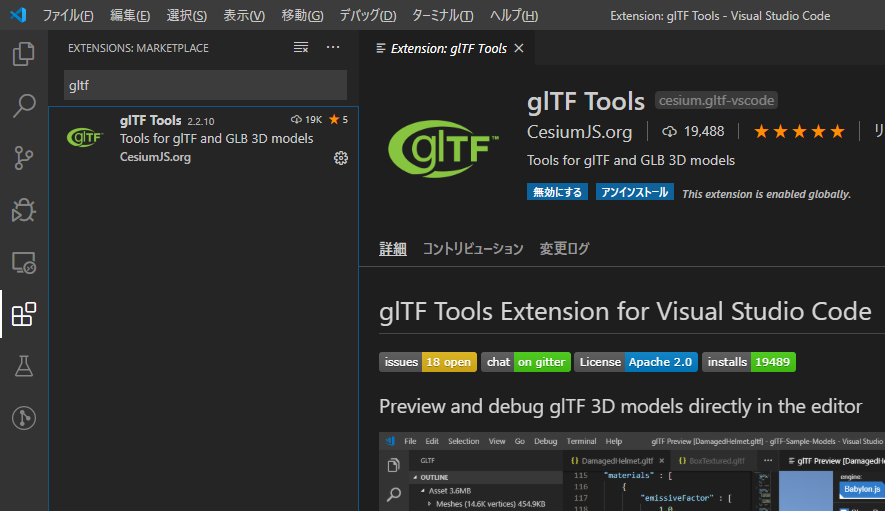 ファイル(F) 編集(E) 選択(S) 表示(V) 移動(G) デバッグ(D) ターミナル(T) ヘルプ(H) Extension: glTF Tools - Visual Studio Code
EXTENSIONS: MARKETPLACE
gltf
glTF Tools 2.2.10 19K 5
Tools for glTF and GLB 3D models
CesiumJS.org
Extension: glTF Tools
glTF™
glTF Tools cesium.gltf-vscode
CesiumJS.org 19,488 リ
Tools for glTF and GLB 3D models
無効にする アンインストール This extension is enabled globally.
詳細 コントリビューション 変更ログ
glTF Tools Extension for Visual Studio Code
issues 18 open chat on gitter License Apache 2.0 installs 19489
Preview and debug glTF 3D models directly in the editor
File Edit Selection View Go Debug Terminal Help glTF Preview [DamagedHelmet.gltf] - glTF-Sample-Models - Visual Studio
GLTF
OUTLINE
Asset 3.6MB
Meshes (14.6K vertices) 454.9KB
DamagedHelmet.gltf BoxTextured.gltf glTF Preview [DamagedHelm
115 "materials" : [
116 {
117 "emissiveFactor" : [
118 1.0
engine:
Babylon.js